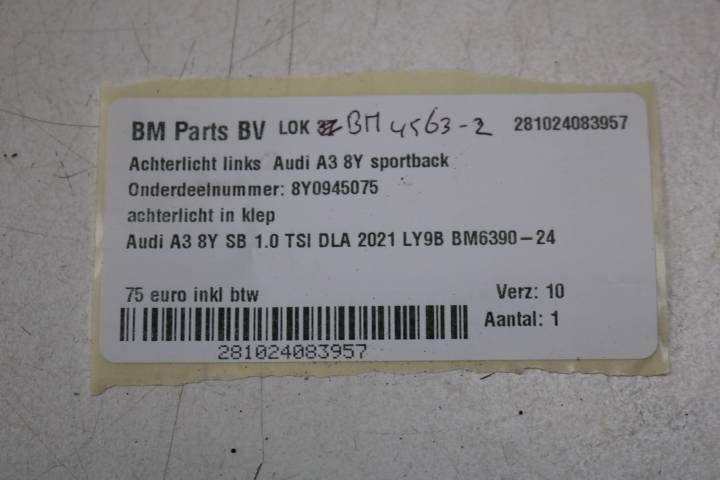 BM Parts BV LOK BM 4563-2 281024083957
Achterlicht links Audi A3 8Y sportback
Onderdeelnummer: 8Y0945075
achterlicht in klep
Audi A3 8Y SB 1.0 TSI DLA 2021 LY9B BM6390-24
75 euro inkl btw Verz: 10
Aantal: 1
281024083957